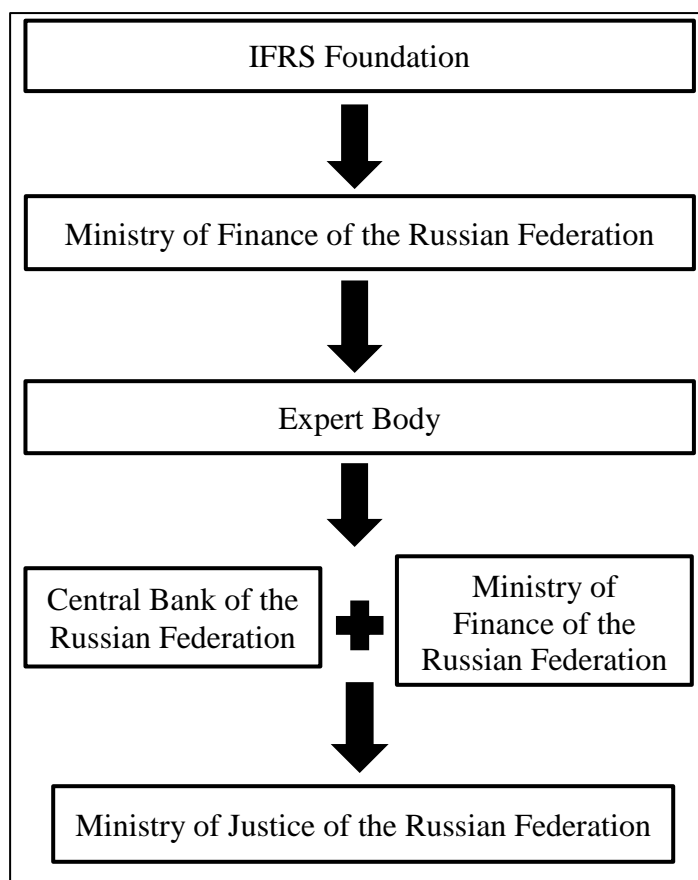 IFRS Foundation
Ministry of Finance of the Russian Federation
Expert Body
Central Bank of the
Russian Federation
Ministry of
Finance of the
Russian Federation
Ministry of Justice of the Russian Federation